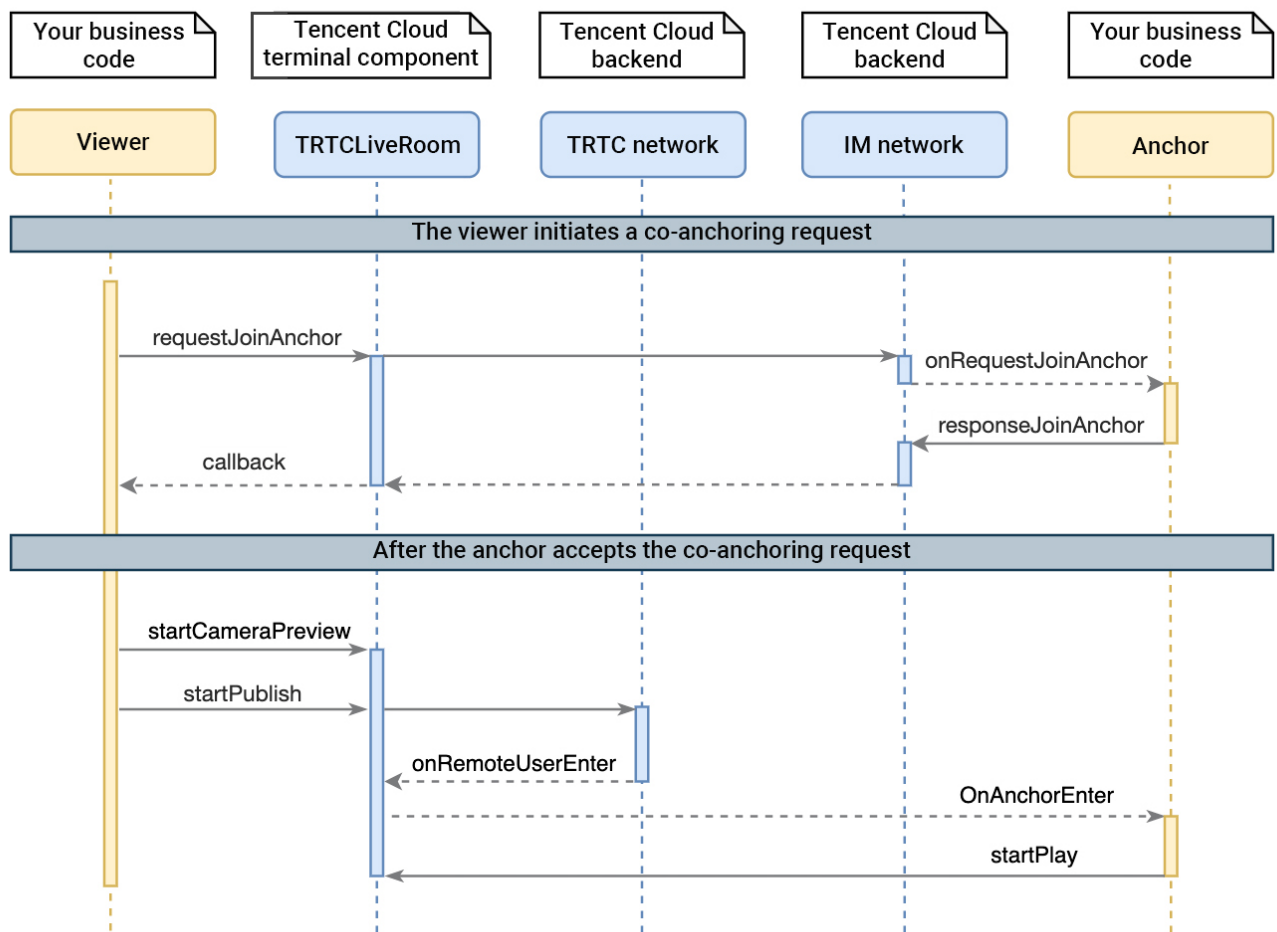 Your business
code
Tencent Cloud
terminal component
Tencent Cloud
backend
Tencent Cloud
backend
Your business
code
Viewer
TRTCLiveRoom
TRTC network
IM network
Anchor
The viewer initiates a co-anchoring request
requestJoinAnchor
onRequestJoinAnchor
responseJoinAnchor
callback
After the anchor accepts the co-anchoring request
startCameraPreview
startPublish
onRemoteUserEnter
OnAnchorEnter
startPlay